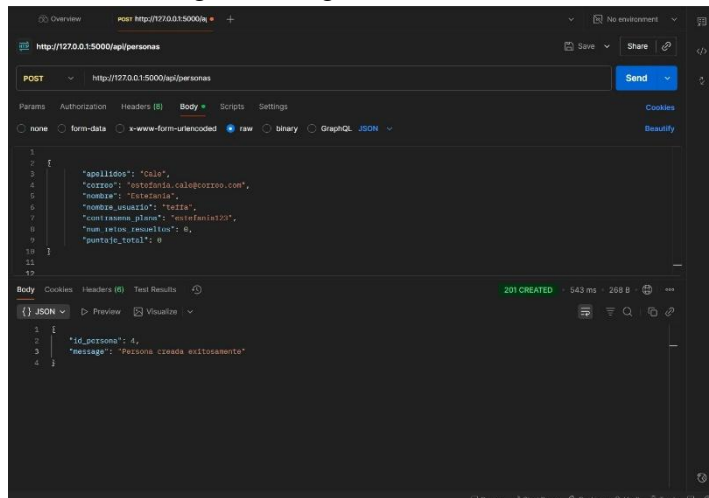 Overview POST http://127.0.0.1:5000/a No environment
HTTP http://127.0.0.1:5000/api/personas Save Share
POST http://127.0.0.1:5000/api/personas Send
Params Authorization Headers (8) Body Scripts Settings Cookies
none form-data x-www-form-urlencoded raw binary GraphQL JSON Beautify
1
2 {
3 "apellidos": "Cale",
4 "correo": "estefania.cale@correo.com",
5 "nombre": "Estefania",
6 "nombre_usuario": "teffa",
7 "contrasena_plana": "estefania123",
8 "num_retos_resueltos": 0,
9 "puntaje_total": 0
10 }
11
12
Body Cookies Headers (6) Test Results 201 CREATED 543 ms 268 B
{} JSON Preview Visualize
1 {
2 "id_persona": 4,
3 "message": "Persona creada exitosamente"
4 }